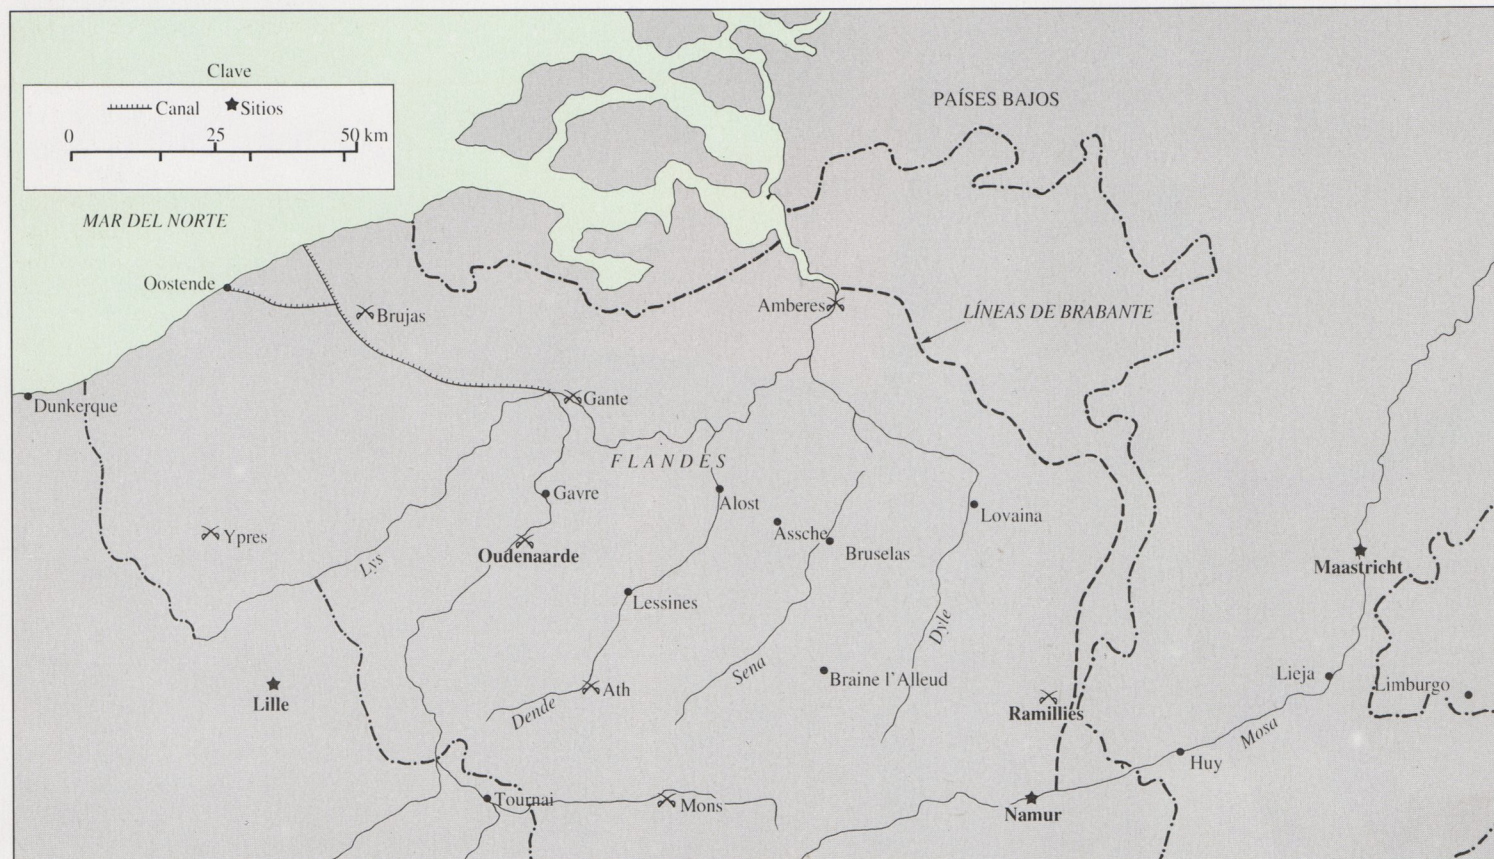 Clave
Canal Sitios
0 25 50 km
PAÍSES BAJOS
MAR DEL NORTE
Oostende
Brujas
Amberes
LÍNEAS DE BRABANTE
Dunkerque
Gante
FLANDES
Gavre
Alost
Lovaina
Ypres
Assche
Oudenaarde
Bruselas
Lys
Maastricht
Lessines
Dyle
Sena
Braine l'Alleud
Lieja
Limburgo
Ath
Lille
Dende
Ramillies
Mosa
Huy
Tournai
Mons
Namur